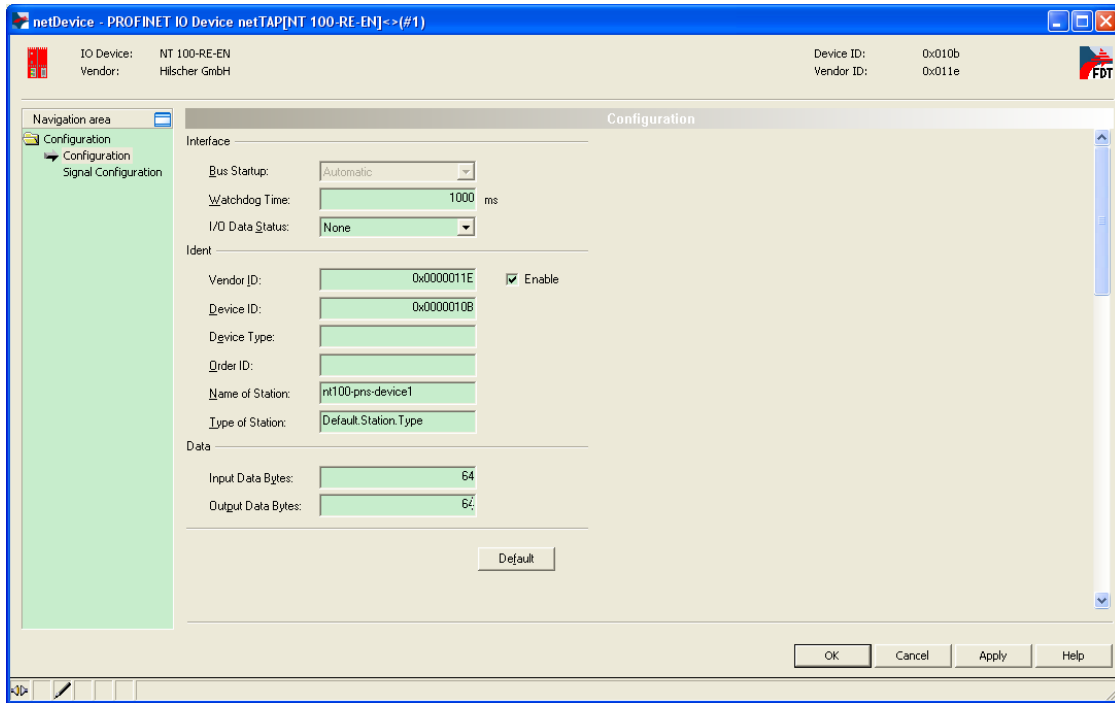 netDevice - PROFINET IO Device netTAP[NT 100-RE-EN]<>(#1)
IO Device: NT 100-RE-EN Device ID: 0x010b
Vendor: Hilscher GmbH Vendor ID: 0x011e
FDT
Navigation area
Configuration
Configuration
Signal Configuration
Configuration
Interface
Bus Startup: Automatic
Watchdog Time: 1000 ms
I/O Data Status: None
Ident
Vendor ID: 0x0000011E Enable
Device ID: 0x0000010B
Device Type:
Order ID:
Name of Station: nt100-pns-device1
Type of Station: Default.Station.Type
Data
Input Data Bytes: 64
Output Data Bytes: 64
Default
OK Cancel Apply Help